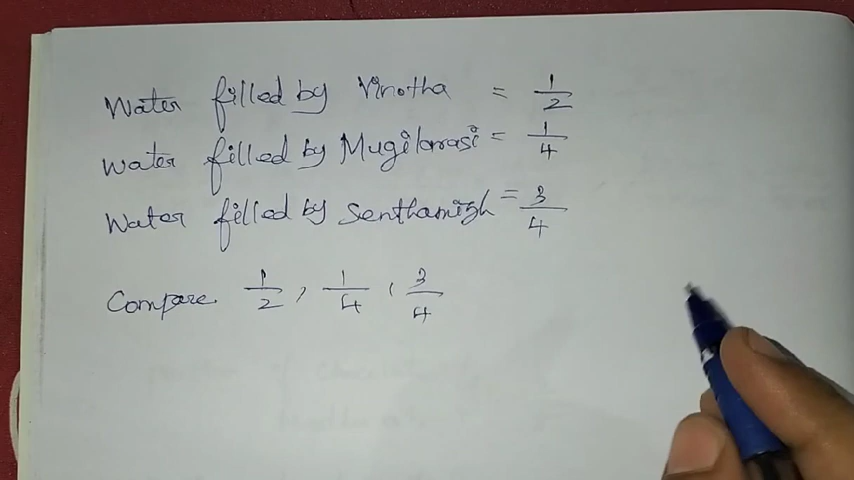 Water filled by Vinotha = 1/2
Water filled by Mugilarasi = 1/4
Water filled by Senthamizh = 3/4
Compare 1/2, 1/4, 3/4